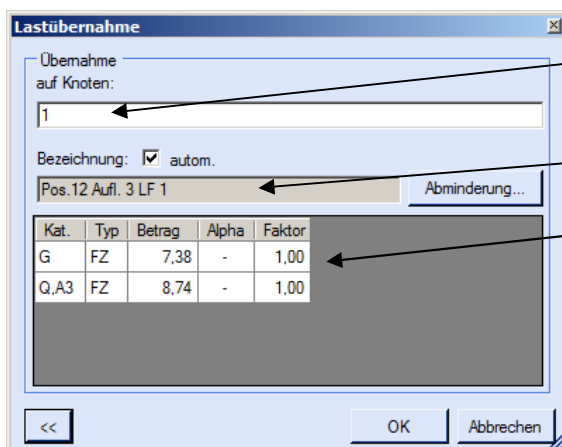 Lastübernahme
Übernahme
auf Knoten:
1
Bezeichnung: autom.
Pos.12 Aufl. 3 LF 1 Abminderung...
Kat. Typ Betrag Alpha Faktor
G FZ 7,38 - 1,00
Q,A3 FZ 8,74 - 1,00
<< OK Abbrechen